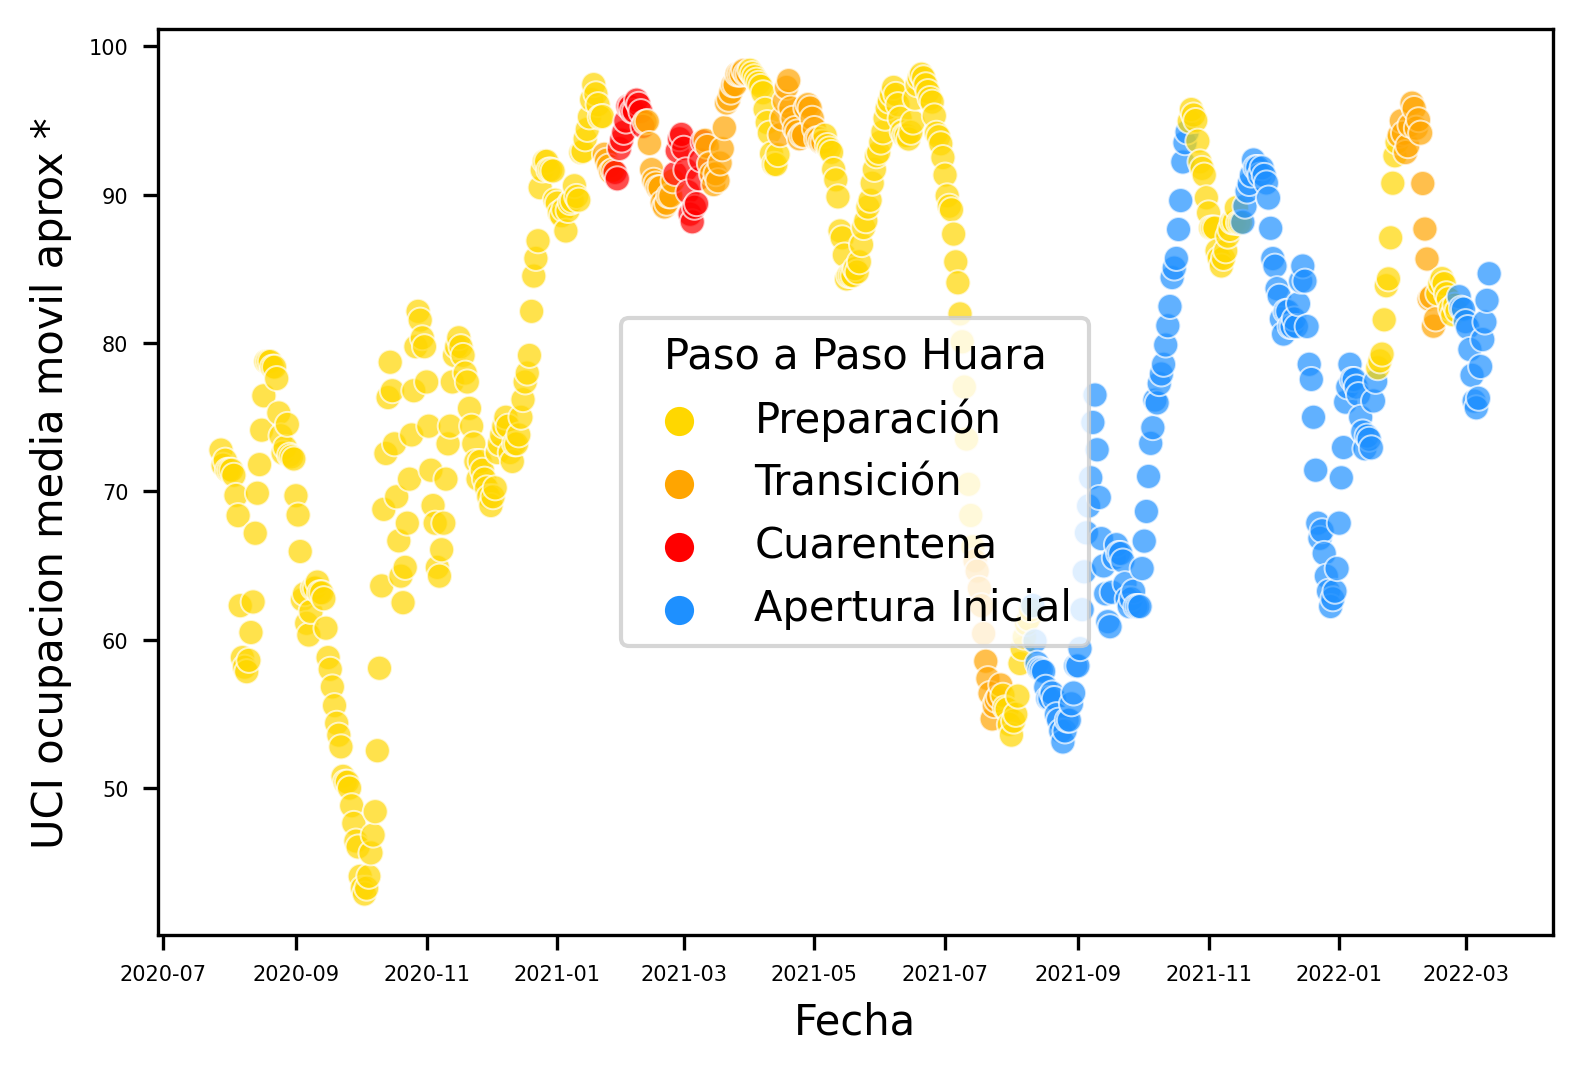 UCI ocupacion media movil aprox *
100
90
80
70
60
50
Paso a Paso Huara
Preparación
Transición
Cuarentena
Apertura Inicial
2020-07 2020-09 2020-11 2021-01 2021-03 2021-05 2021-07 2021-09 2021-11 2022-01 2022-03
Fecha